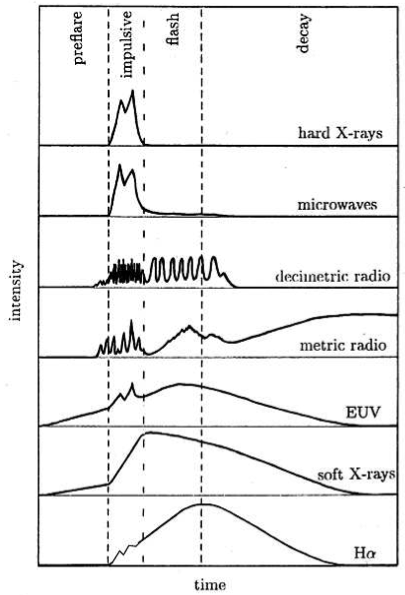 preflare
impulsive
flash
decay
hard X-rays
microwaves
decimetric radio
metric radio
EUV
soft X-rays
Hα
intensity
time